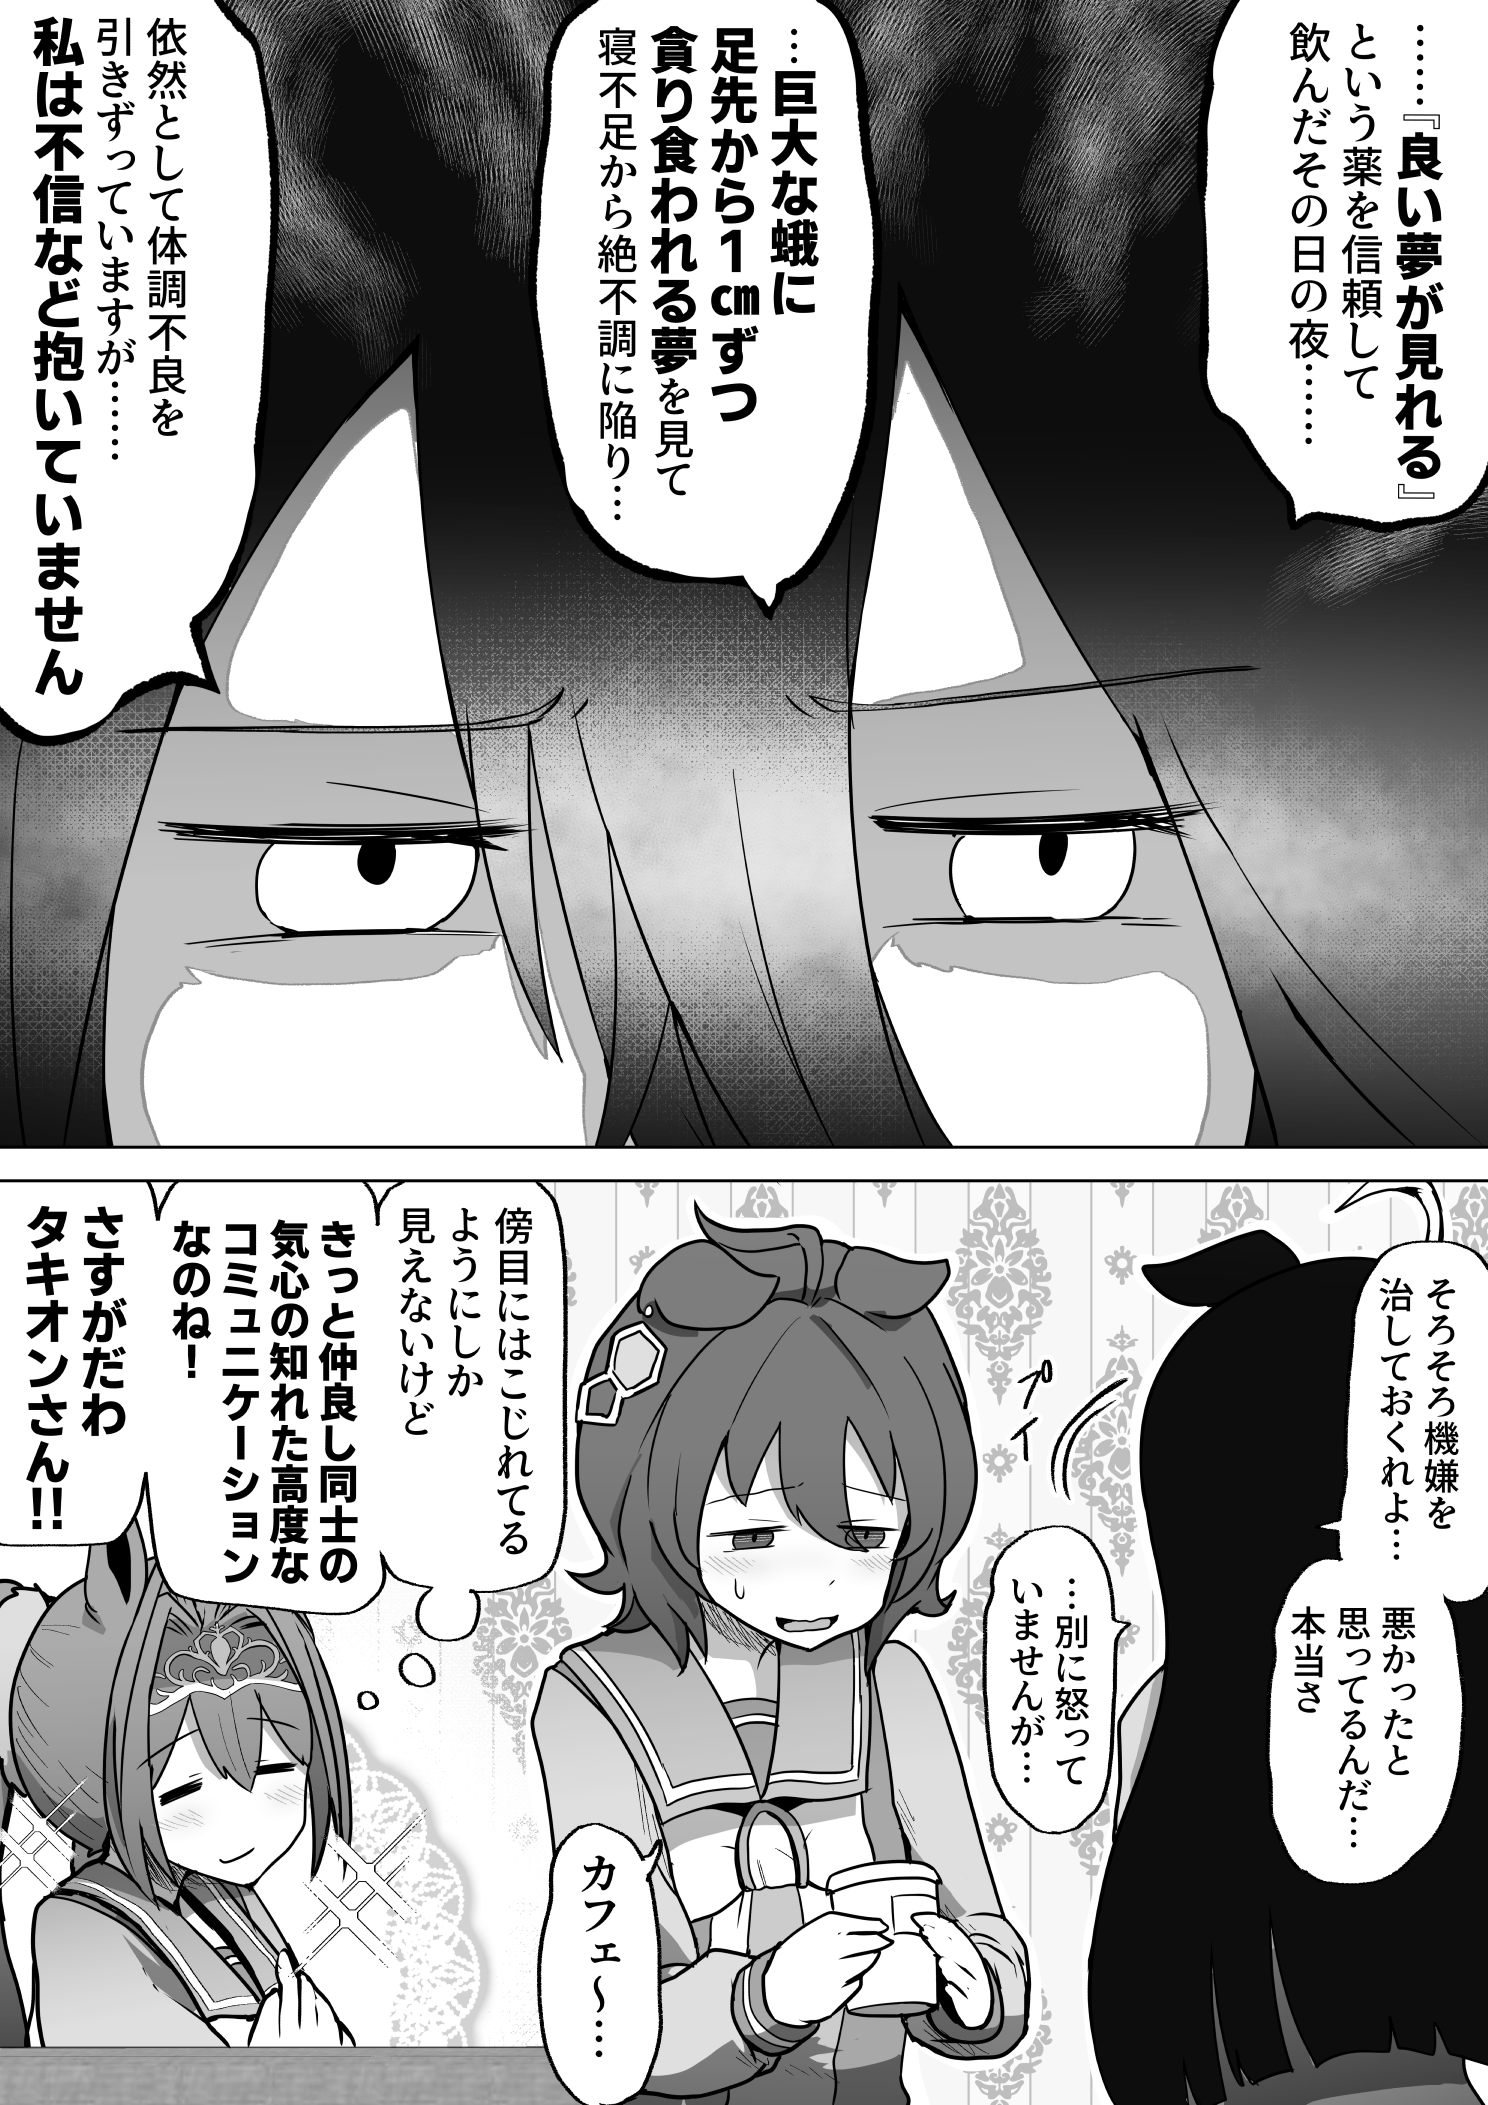 ……『良い夢が見れる』
という薬を信頼して
飲んだその日の夜……
…巨大な蛾に
足先から1㎝ずつ
貪り食われる夢を見て
寝不足から絶不調に陥り…
依然として体調不良を
引きずっていますが……
私は不信など抱いていません
そろそろ機嫌を
治しておくれよ…
悪かったと
思ってるんだ…
本当さ
プイ
…別に怒って
いませんが…
カフェ～…
傍目にはこじれてる
ようにしか
見えないけど
きっと仲良し同士の
気心の知れた高度な
コミュニケーション
なのね！
さすがだわ
タキオンさん!!